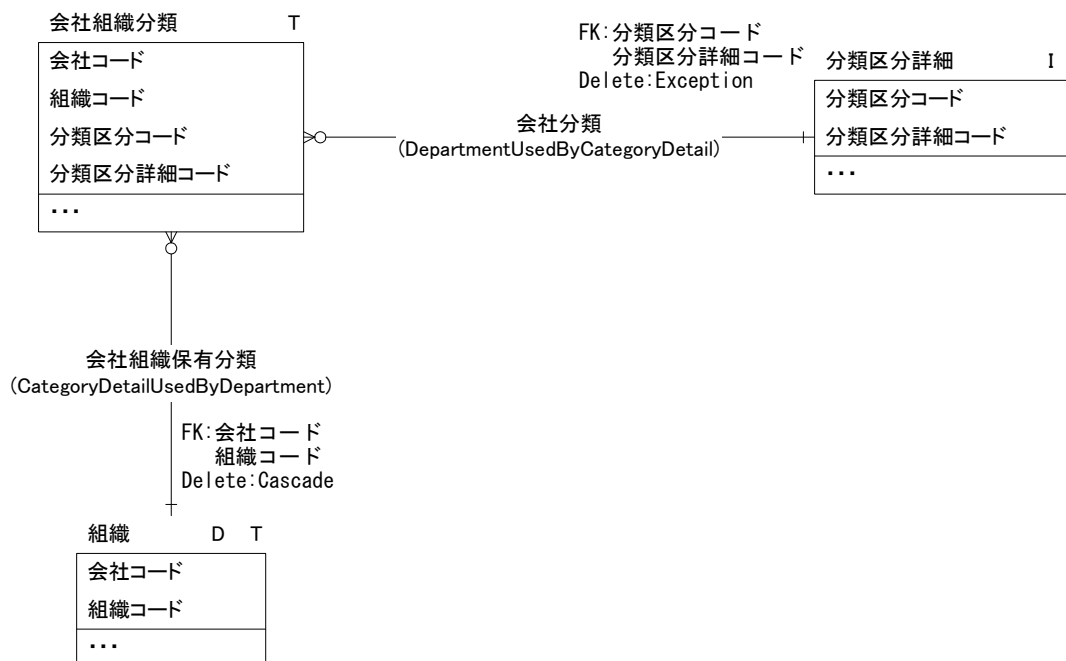 会社組織分類 T
会社コード
組織コード
分類区分コード
分類区分詳細コード
・・・
FK:分類区分コード
分類区分詳細コード
Delete:Exception
会社分類
(DepartmentUsedByCategoryDetail)
分類区分詳細 I
分類区分コード
分類区分詳細コード
・・・
会社組織保有分類
(CategoryDetailUsedByDepartment)
FK:会社コード
組織コード
Delete:Cascade
組織 D T
会社コード
組織コード
・・・